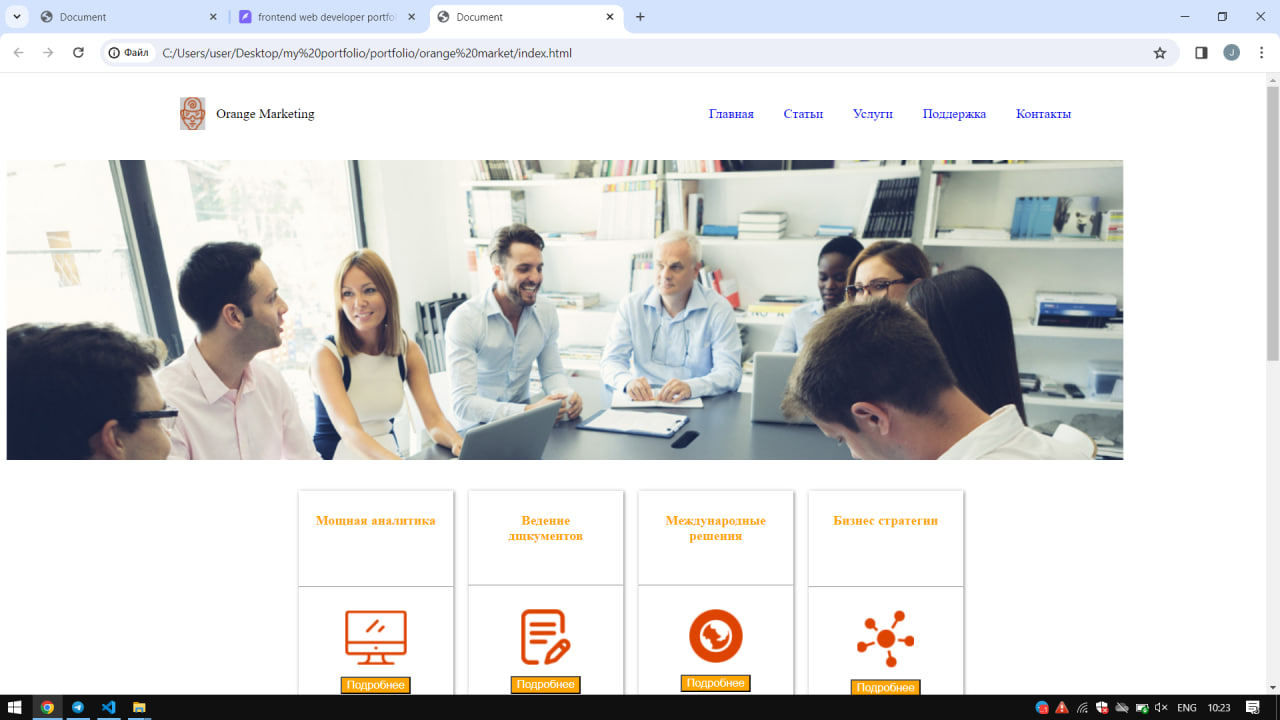 Document
frontend web developer portfo
Document
Файл
C:/Users/user/Desktop/my%20portfolio/portfolio/orange%20market/index.html
J
Orange Marketing
Главная Статьи Услуги Поддержка Контакты
Мощная аналитика
Ведение
дщкументов
Международные
решения
Бизнес стратегии
Подробнее
Подробнее
Подробнее
Подробнее
ENG 10:23